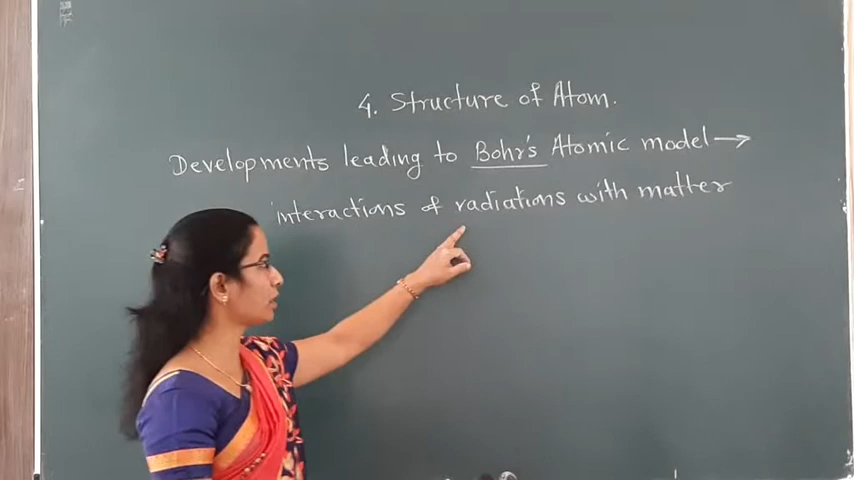 4. Structure of Atom.
Developments leading to Bohr's Atomic model →
interactions of radiations with matter